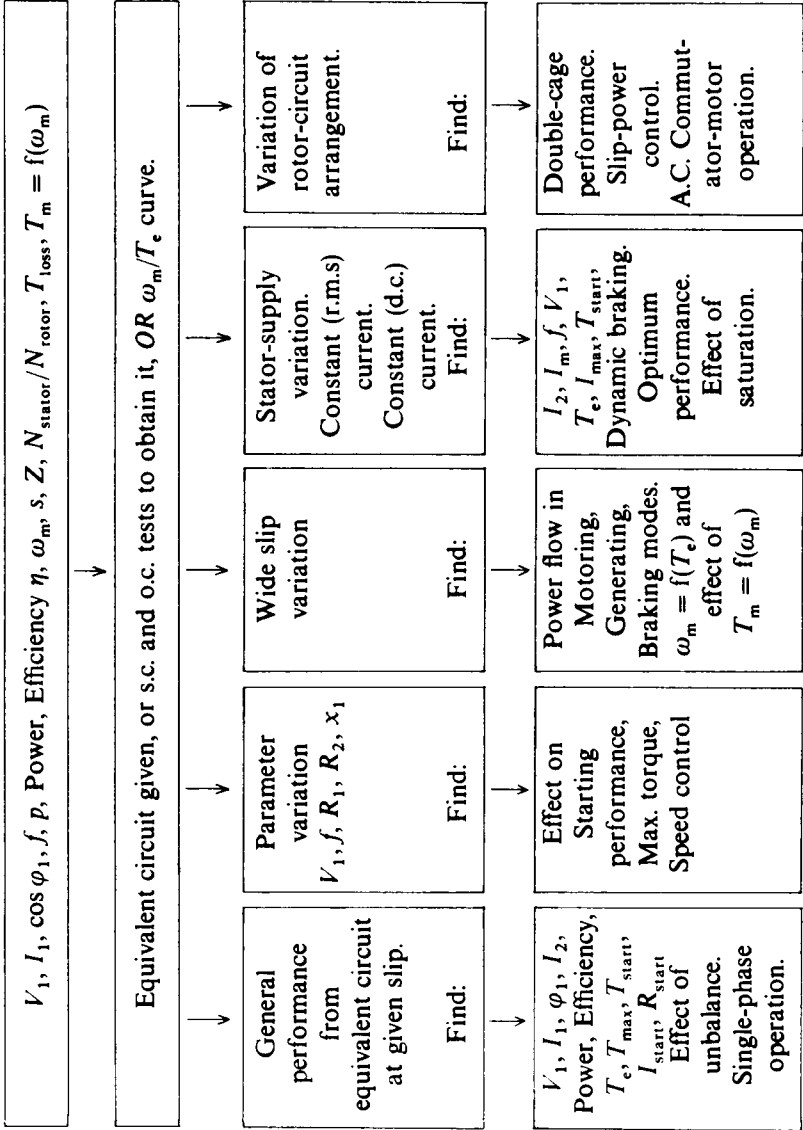 V₁, I₁, cos φ₁, f, p, Power, Efficiency η, ωₘ, s, Z, N_stator/N_rotor, T_loss, Tₘ = f(ωₘ)
Equivalent circuit given, or s.c. and o.c. tests to obtain it, OR ωₘ/Tₑ curve.
General
performance
from
equivalent circuit
at given slip.
Find:
V₁, I₁, φ₁, I₂,
Power, Efficiency,
Tₑ, T_max, T_start,
I_start, R_start
Effect of
unbalance.
Single-phase
operation.
Parameter
variation
V₁, f, R₁, R₂, x₁
Find:
Effect on
Starting
performance,
Max. torque,
Speed control
Wide slip
variation
Find:
Power flow in
Motoring,
Generating,
Braking modes.
ωₘ = f(Tₑ) and
effect of
Tₘ = f(ωₘ)
Stator-supply
variation.
Constant (r.m.s)
current.
Constant (d.c.)
current.
Find:
I₂, Iₘ, f, V₁,
Tₑ, I_max, T_start,
Dynamic braking.
Optimum
performance.
Effect of
saturation.
Variation of
rotor-circuit
arrangement.
Find:
Double-cage
performance.
Slip-power
control.
A.C. Commut-
ator-motor
operation.